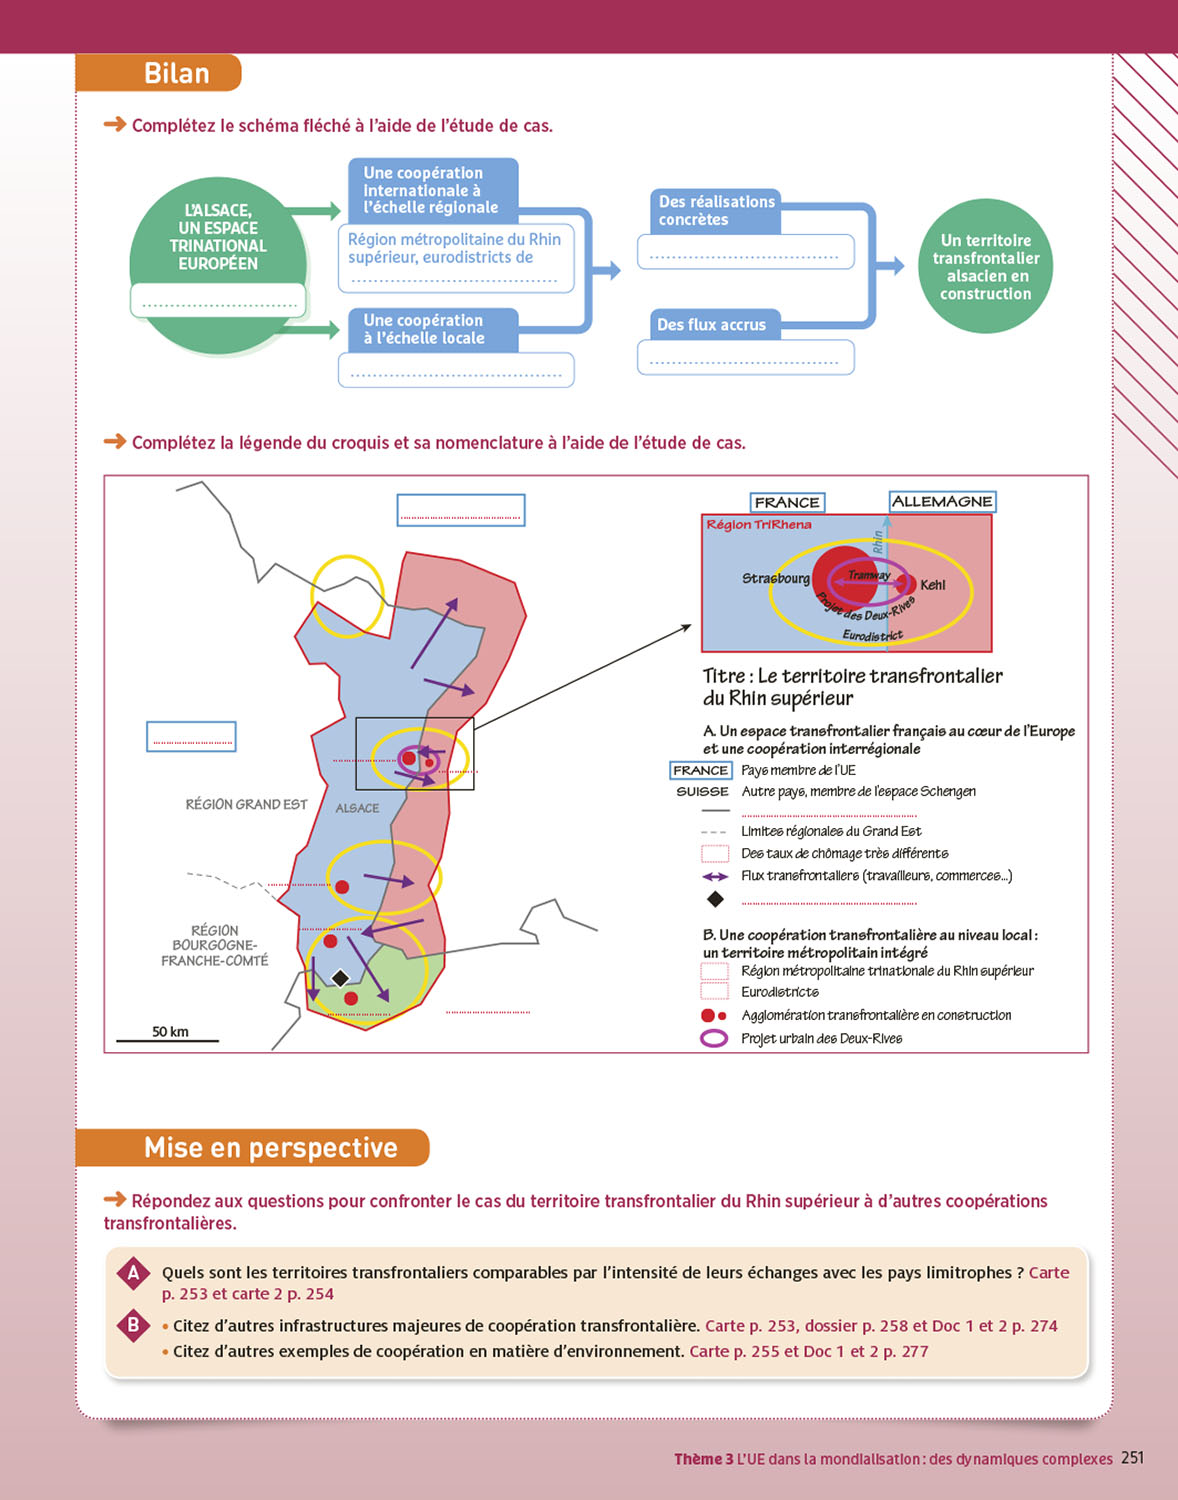 Bilan
➔ Complétez le schéma fléché à l'aide de l'étude de cas.
L'ALSACE,
UN ESPACE
TRINATIONAL
EUROPÉEN
Une coopération
Internationale à
l'échelle régionale
Région métropolitaine du Rhin
supérieur, eurodistricts de
Une coopération
à l'échelle locale
Des réalisations
concrètes
Des flux accrus
Un territoire
transfrontalier
alsacien en
construction
➔ Complétez la légende du croquis et sa nomenclature à l'aide de l'étude de cas.
RÉGION GRAND EST
ALSACE
RÉGION
BOURGOGNE-
FRANCHE-COMTÉ
50 km
FRANCE
ALLEMAGNE
Région TriRhena
Rhin
Strasbourg
Tramway
Kehl
Projet des Deux-Rives
Eurodistrict
Titre : Le territoire transfrontalier
du Rhin supérieur
A. Un espace transfrontalier français au cœur de l'Europe
et une coopération interrégionale
FRANCE Pays membre de l'UE
SUISSE Autre pays, membre de l'espace Schengen
Limites régionales du Grand Est
Des taux de chômage très différents
Flux transfrontaliers (travailleurs, commerces...)
B. Une coopération transfrontalière au niveau local :
un territoire métropolitain intégré
Région métropolitaine trinationale du Rhin supérieur
Eurodistricts
Agglomération transfrontalière en construction
Projet urbain des Deux-Rives
Mise en perspective
➔ Répondez aux questions pour confronter le cas du territoire transfrontalier du Rhin supérieur à d'autres coopérations
transfrontalières.
A Quels sont les territoires transfrontaliers comparables par l'intensité de leurs échanges avec les pays limitrophes ? Carte
p. 253 et carte 2 p. 254
B • Citez d'autres infrastructures majeures de coopération transfrontalière. Carte p. 253, dossier p. 258 et Doc 1 et 2 p. 274
• Citez d'autres exemples de coopération en matière d'environnement. Carte p. 255 et Doc 1 et 2 p. 277
Thème 3 L'UE dans la mondialisation : des dynamiques complexes 251